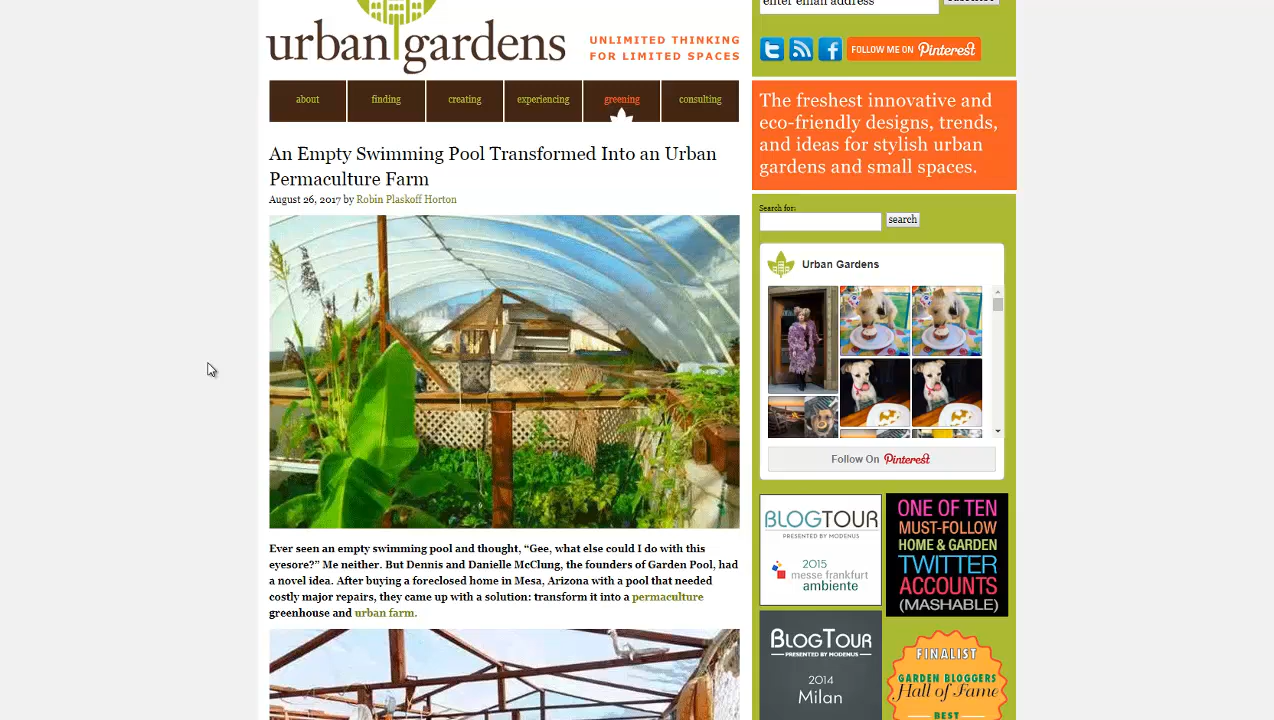 enter email address
urban gardens
UNLIMITED THINKING
FOR LIMITED SPACES
FOLLOW ME ON Pinterest
about
finding
creating
experiencing
greening
consulting
The freshest innovative and
eco-friendly designs, trends,
and ideas for stylish urban
gardens and small spaces.
An Empty Swimming Pool Transformed Into an Urban
Permaculture Farm
August 26, 2017 by Robin Plaskoff Horton
Search for:
search
Urban Gardens
Follow On Pinterest
Ever seen an empty swimming pool and thought, “Gee, what else could I do with this
eyesore?” Me neither. But Dennis and Danielle McClung, the founders of Garden Pool, had
a novel idea. After buying a foreclosed home in Mesa, Arizona with a pool that needed
costly major repairs, they came up with a solution: transform it into a permaculture
greenhouse and urban farm.
BLOGTOUR
PRESENTED BY MODENUS
2015
messe frankfurt
ambiente
ONE OF TEN
MUST-FOLLOW
HOME & GARDEN
TWITTER
ACCOUNTS
(MASHABLE)
BLOGTOUR
PRESENTED BY MODENUS
2014
Milan
FINALIST
GARDEN BLOGGERS
Hall of Fame
BEST